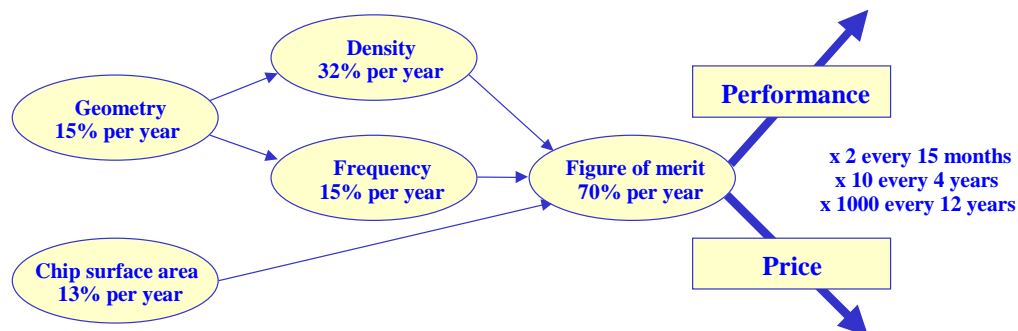 Density
32% per year
Geometry
15% per year
Frequency
15% per year
Chip surface area
13% per year
Figure of merit
70% per year
Performance
x 2 every 15 months
x 10 every 4 years
x 1000 every 12 years
Price